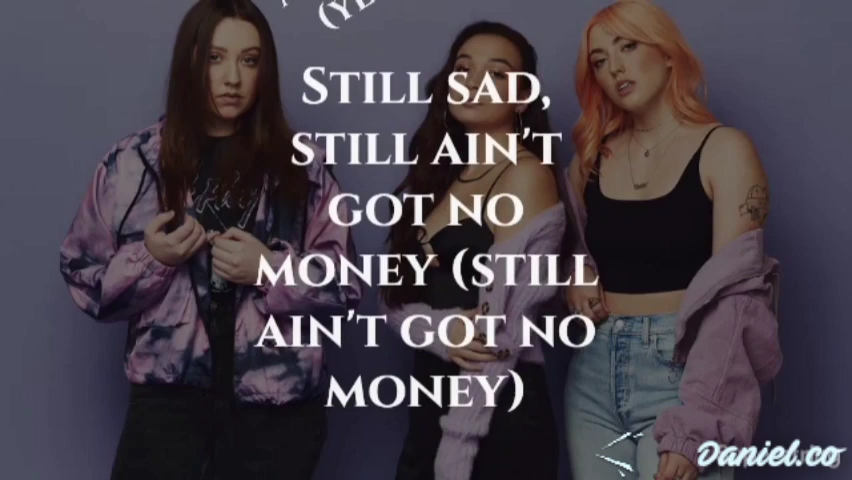 STILL SAD,
STILL AIN'T
GOT NO
MONEY (STILL
AIN'T GOT NO
MONEY)
Daniel.co